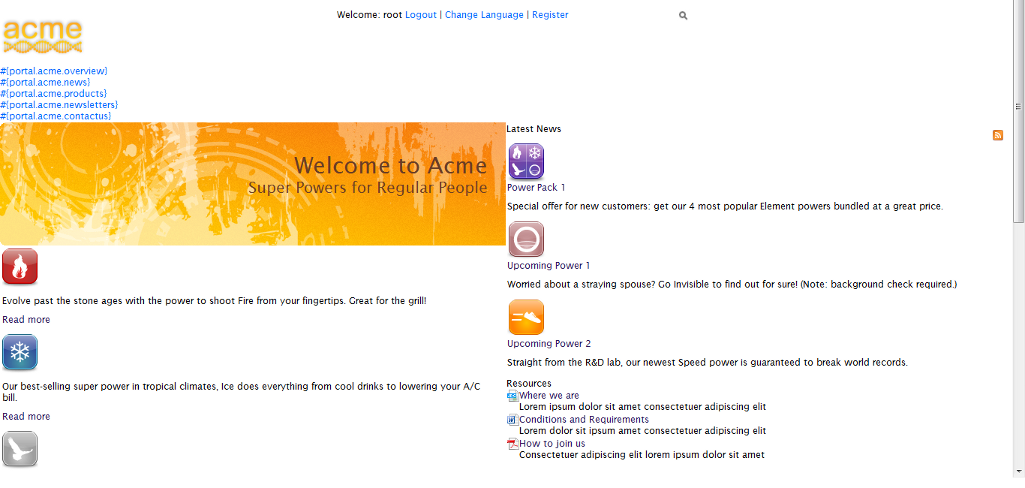 Welcome: root Logout | Change Language | Register
acme
#{portal.acme.overview}
#{portal.acme.news}
#{portal.acme.products}
#{portal.acme.newsletters}
#{portal.acme.contactus}
Welcome to Acme
Super Powers for Regular People
Evolve past the stone ages with the power to shoot Fire from your fingertips. Great for the grill!
Read more
Our best-selling super power in tropical climates, Ice does everything from cool drinks to lowering your A/C
bill.
Read more
Latest News
Power Pack 1
Special offer for new customers: get our 4 most popular Element powers bundled at a great price.
Upcoming Power 1
Worried about a straying spouse? Go Invisible to find out for sure! (Note: background check required.)
Upcoming Power 2
Straight from the R&D lab, our newest Speed power is guaranteed to break world records.
Resources
Where we are
Lorem ipsum dolor sit amet consectetuer adipiscing elit
Conditions and Requirements
Lorem dolor sit ipsum amet consectetuer adipiscing elit
How to join us
Consectetuer adipiscing elit lorem ipsum dolor sit amet